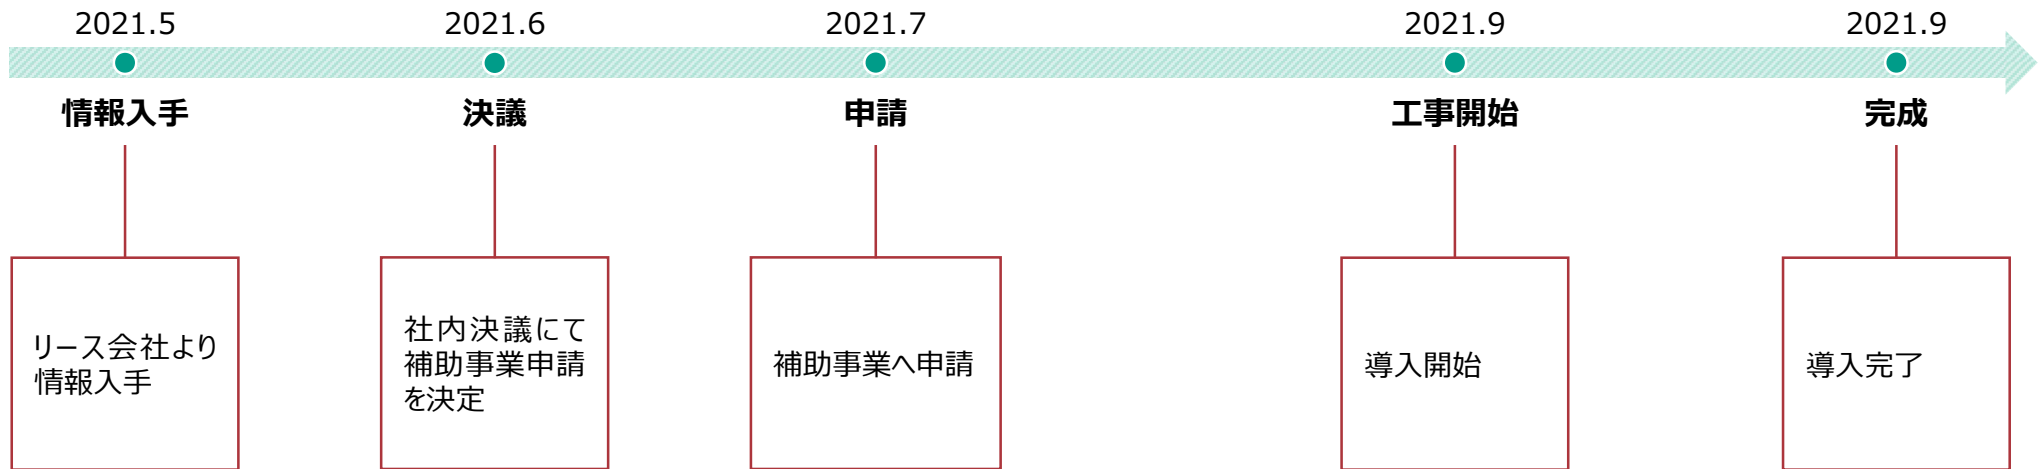 2021.5
2021.6
2021.7
2021.9
2021.9
情報入手
決議
申請
工事開始
完成
リース会社より
情報入手
社内決議にて
補助事業申請
を決定
補助事業へ申請
導入開始
導入完了